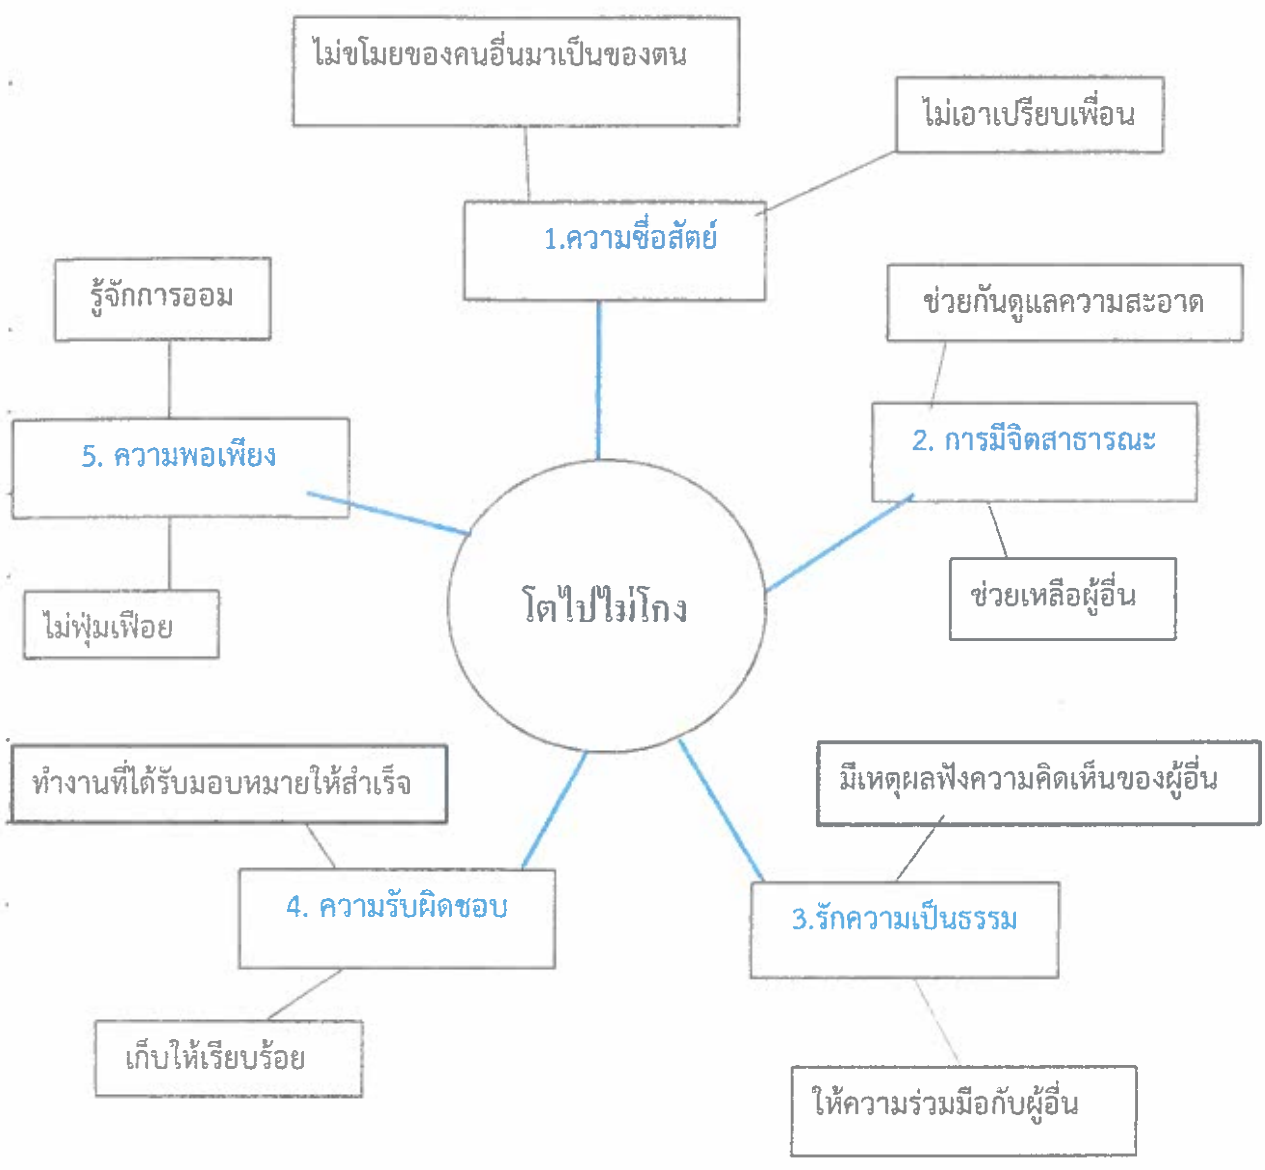 ไม่ขโมยของคนอื่นมาเป็นของตน
ไม่เอาเปรียบเพื่อน
1.ความซื่อสัตย์
รู้จักการออม
ช่วยกันดูแลความสะอาด
5. ความพอเพียง
2. การมีจิตสาธารณะ
โตไปไม่โกง
ช่วยเหลือผู้อื่น
ไม่ฟุ่มเฟือย
ทำงานที่ได้รับมอบหมายให้สำเร็จ
มีเหตุผลฟังความคิดเห็นของผู้อื่น
4. ความรับผิดชอบ
3.รักความเป็นธรรม
เก็บให้เรียบร้อย
ให้ความร่วมมือกับผู้อื่น